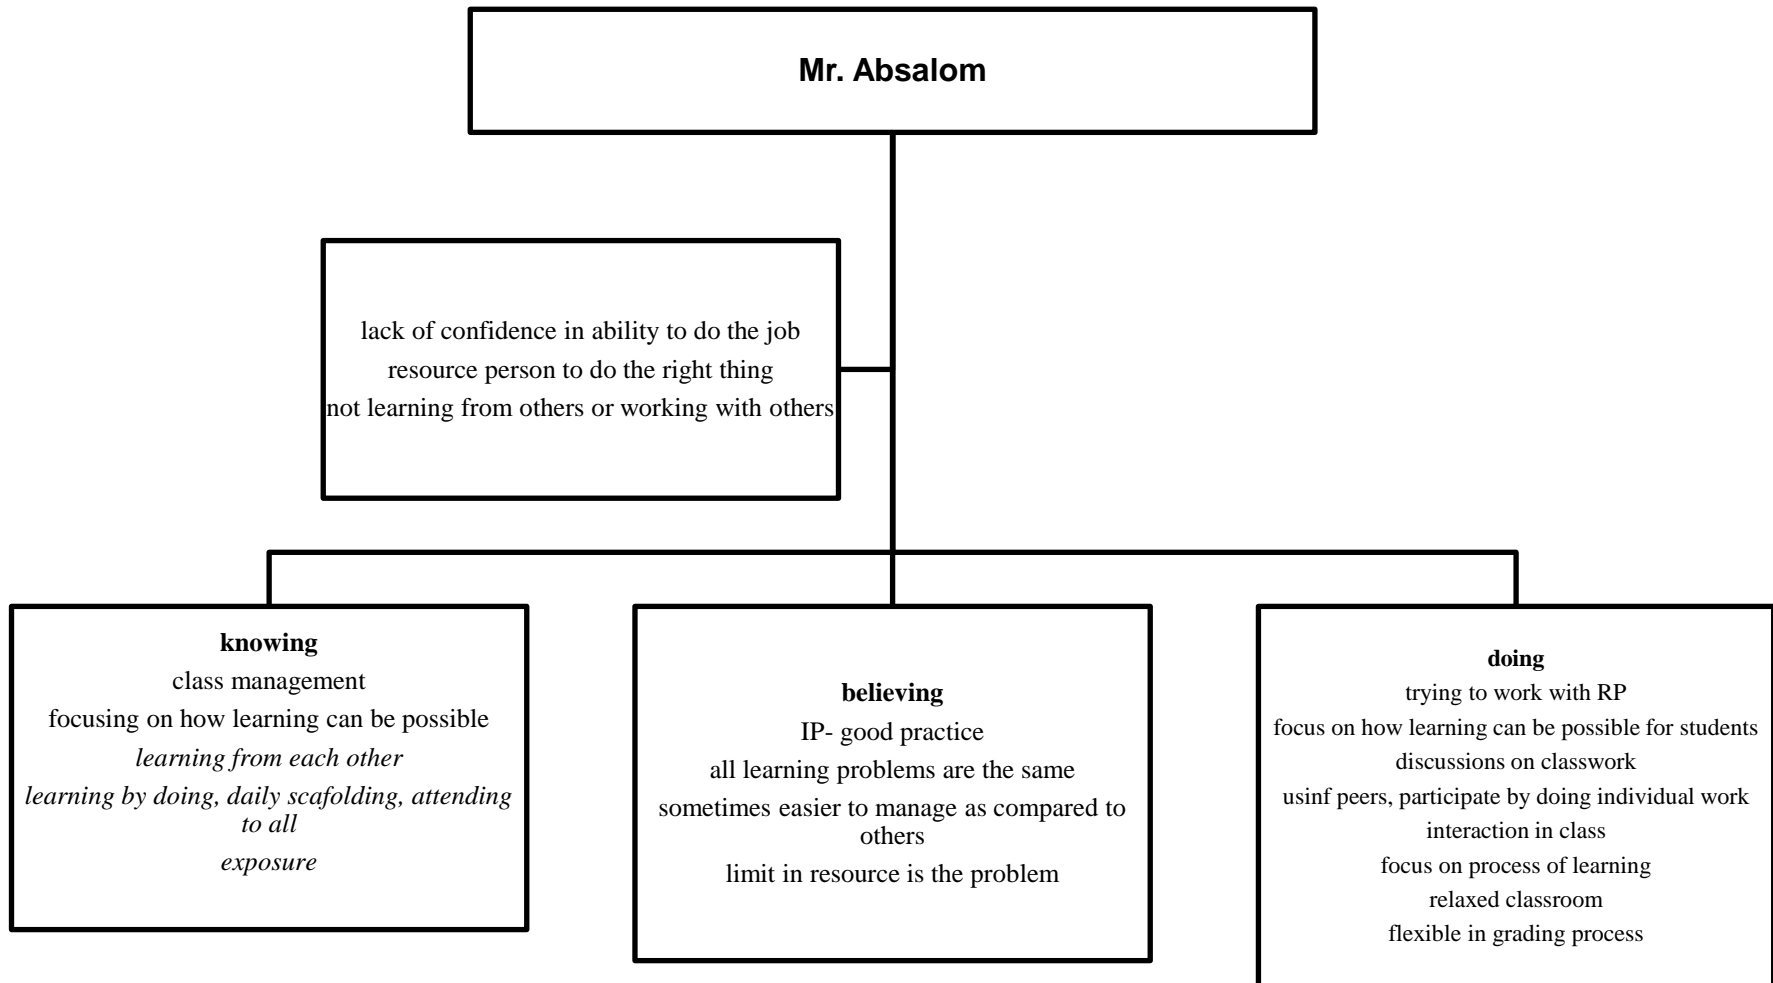 Mr. Absalom
lack of confidence in ability to do the job
resource person to do the right thing
not learning from others or working with others
knowing
class management
focusing on how learning can be possible
learning from each other
learning by doing, daily scafolding, attending
to all
exposure
believing
IP- good practice
all learning problems are the same
sometimes easier to manage as compared to
others
limit in resource is the problem
doing
trying to work with RP
focus on how learning can be possible for students
discussions on classwork
usinf peers, participate by doing individual work
interaction in class
focus on process of learning
relaxed classroom
flexible in grading process